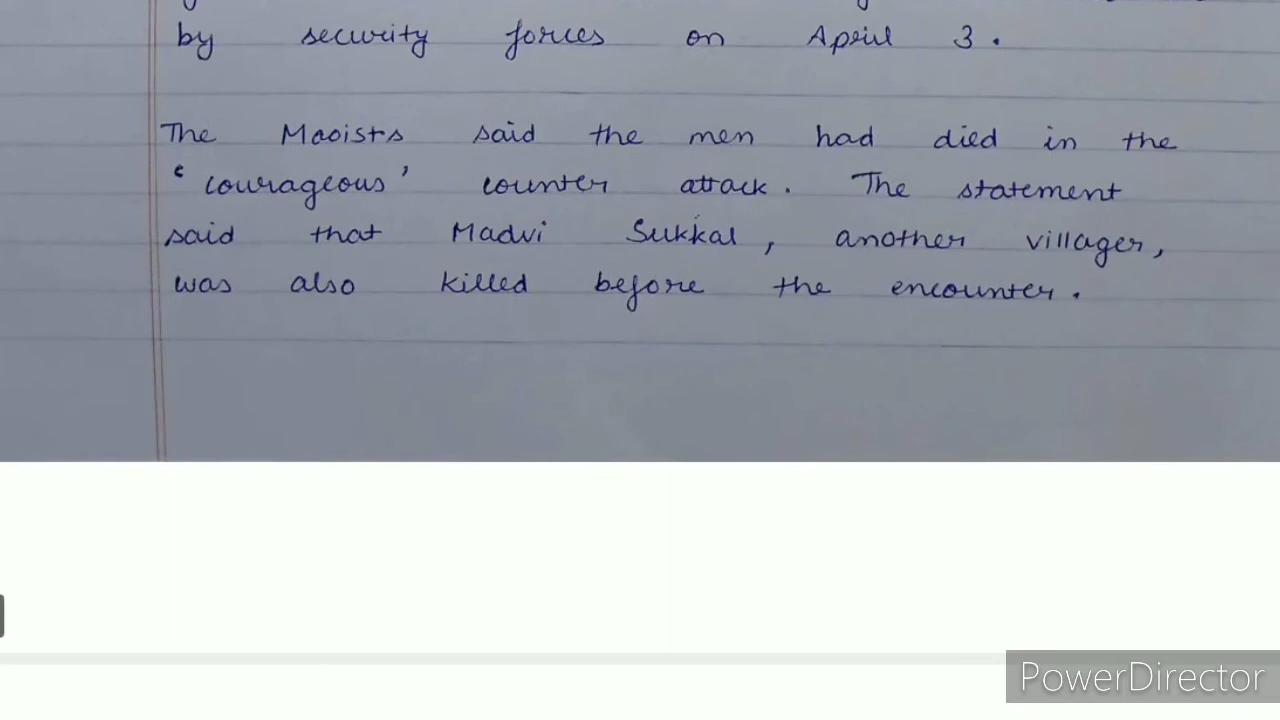 by security forces on April 3.
The Maoists said the men had died in the
'courageous' counter attack. The statement
said that Madvi Sukkal, another villager,
was also killed before the encounter.
PowerDirector